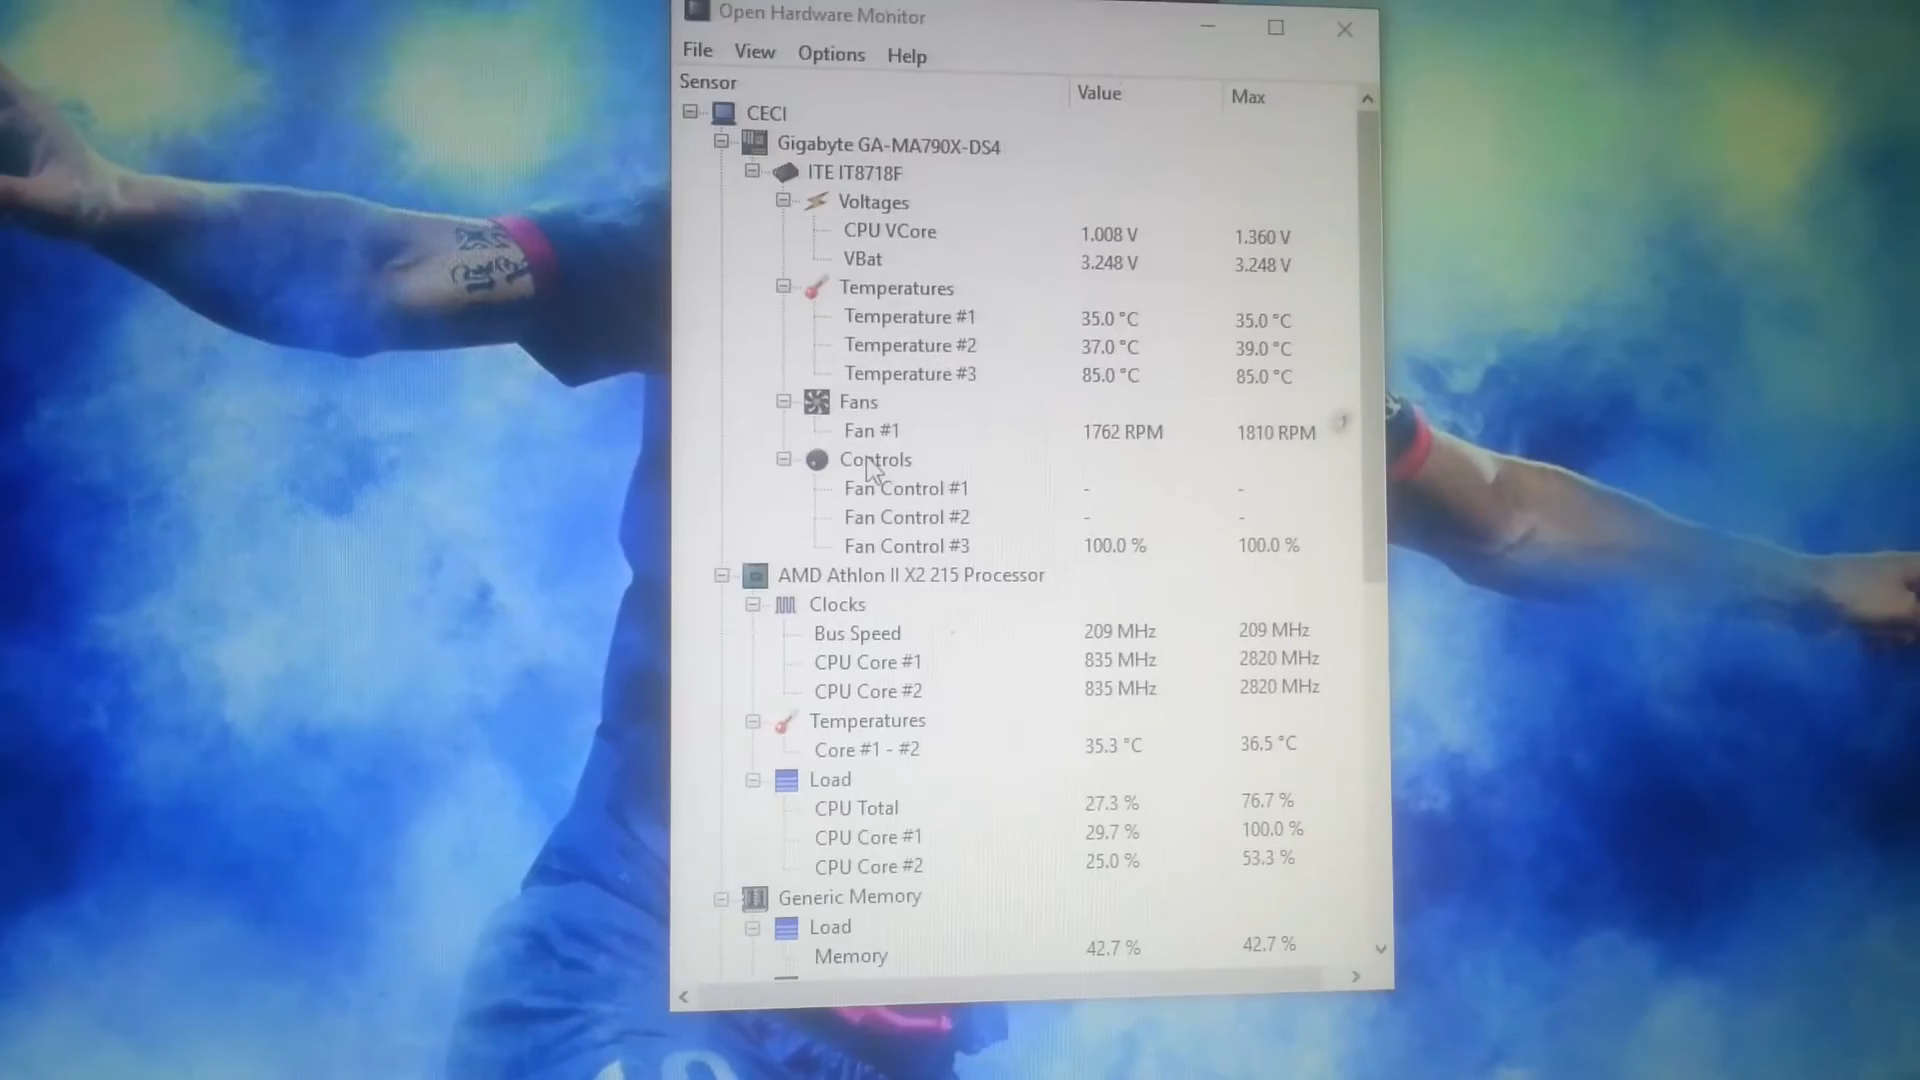 Open Hardware Monitor
File View Options Help
Sensor Value Max
CECI
Gigabyte GA-MA790X-DS4
ITE IT8718F
Voltages
CPU VCore 1.008 V 1.360 V
VBat 3.248 V 3.248 V
Temperatures
Temperature #1 35.0 °C 35.0 °C
Temperature #2 37.0 °C 39.0 °C
Temperature #3 85.0 °C 85.0 °C
Fans
Fan #1 1762 RPM 1810 RPM
Controls
Fan Control #1 - -
Fan Control #2 - -
Fan Control #3 100.0 % 100.0 %
AMD Athlon II X2 215 Processor
Clocks
Bus Speed 209 MHz 209 MHz
CPU Core #1 835 MHz 2820 MHz
CPU Core #2 835 MHz 2820 MHz
Temperatures
Core #1 - #2 35.3 °C 36.5 °C
Load
CPU Total 27.3 % 76.7 %
CPU Core #1 29.7 % 100.0 %
CPU Core #2 25.0 % 53.3 %
Generic Memory
Load
Memory 42.7 % 42.7 %
10